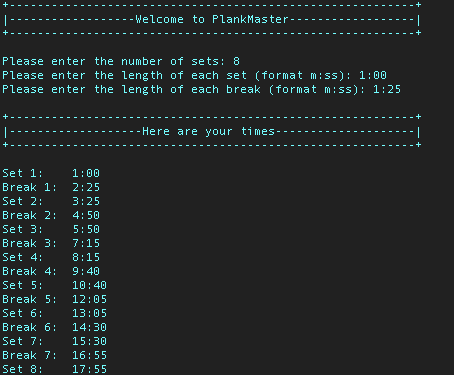 +----------------------------------------------------------+
|------------------Welcome to PlankMaster------------------|
+----------------------------------------------------------+
Please enter the number of sets: 8
Please enter the length of each set (format m:ss): 1:00
Please enter the length of each break (format m:ss): 1:25
+----------------------------------------------------------+
|-------------------Here are your times--------------------|
+----------------------------------------------------------+
Set 1:    1:00
Break 1:  2:25
Set 2:    3:25
Break 2:  4:50
Set 3:    5:50
Break 3:  7:15
Set 4:    8:15
Break 4:  9:40
Set 5:    10:40
Break 5:  12:05
Set 6:    13:05
Break 6:  14:30
Set 7:    15:30
Break 7:  16:55
Set 8:    17:55